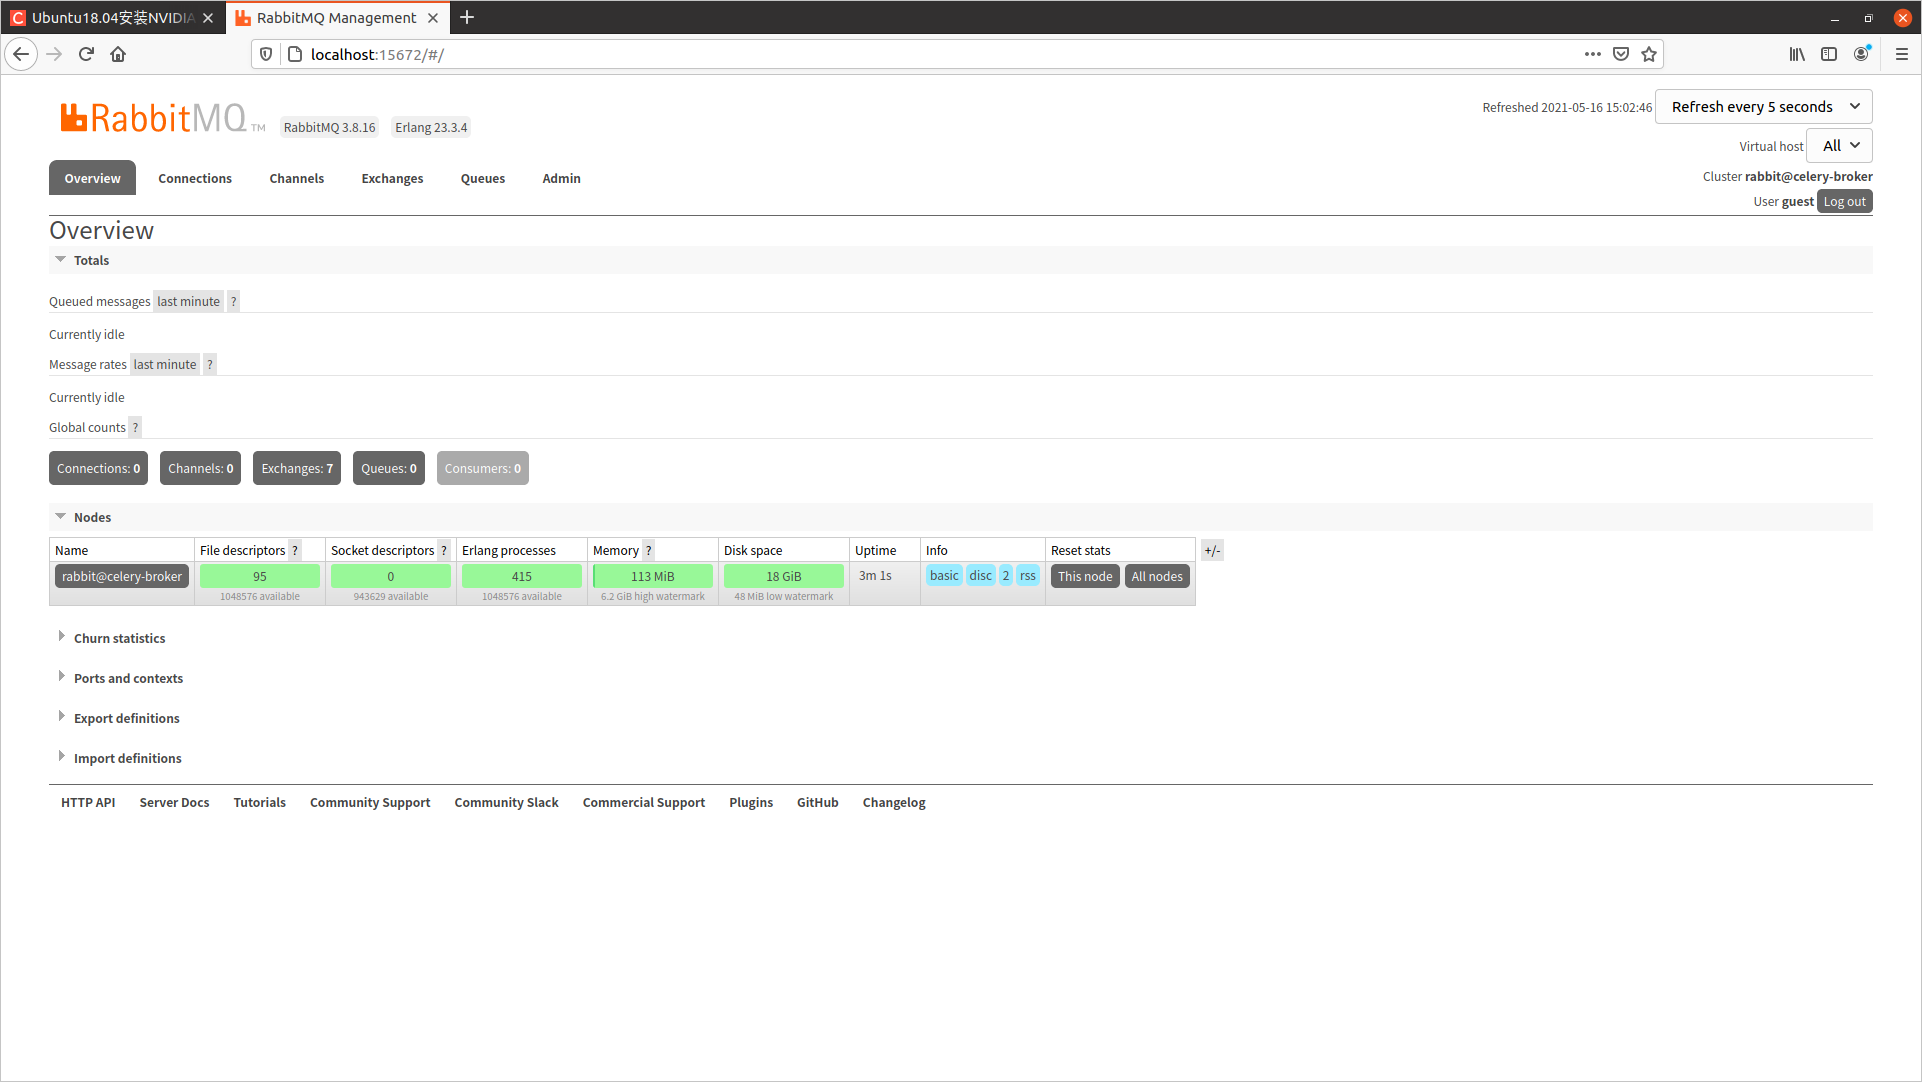 Ubuntu18.04安装NVIDIA
RabbitMQ Management
localhost:15672/#/
RabbitMQ TM
RabbitMQ 3.8.16
Erlang 23.3.4
Refreshed 2021-05-16 15:02:46
Refresh every 5 seconds
Virtual host All
Cluster rabbit@celery-broker
User guest Log out
Overview Connections Channels Exchanges Queues Admin
Overview
Totals
Queued messages last minute ?
Currently idle
Message rates last minute ?
Currently idle
Global counts ?
Connections: 0 Channels: 0 Exchanges: 7 Queues: 0 Consumers: 0
Nodes
Name File descriptors ? Socket descriptors ? Erlang processes Memory ? Disk space Uptime Info Reset stats +/-
rabbit@celery-broker 95 0 415 113 MiB 18 GiB 3m 1s basic disc 2 rss This node All nodes
1048576 available 943629 available 1048576 available 6.2 GiB high watermark 48 MiB low watermark
Churn statistics
Ports and contexts
Export definitions
Import definitions
HTTP API Server Docs Tutorials Community Support Community Slack Commercial Support Plugins GitHub Changelog